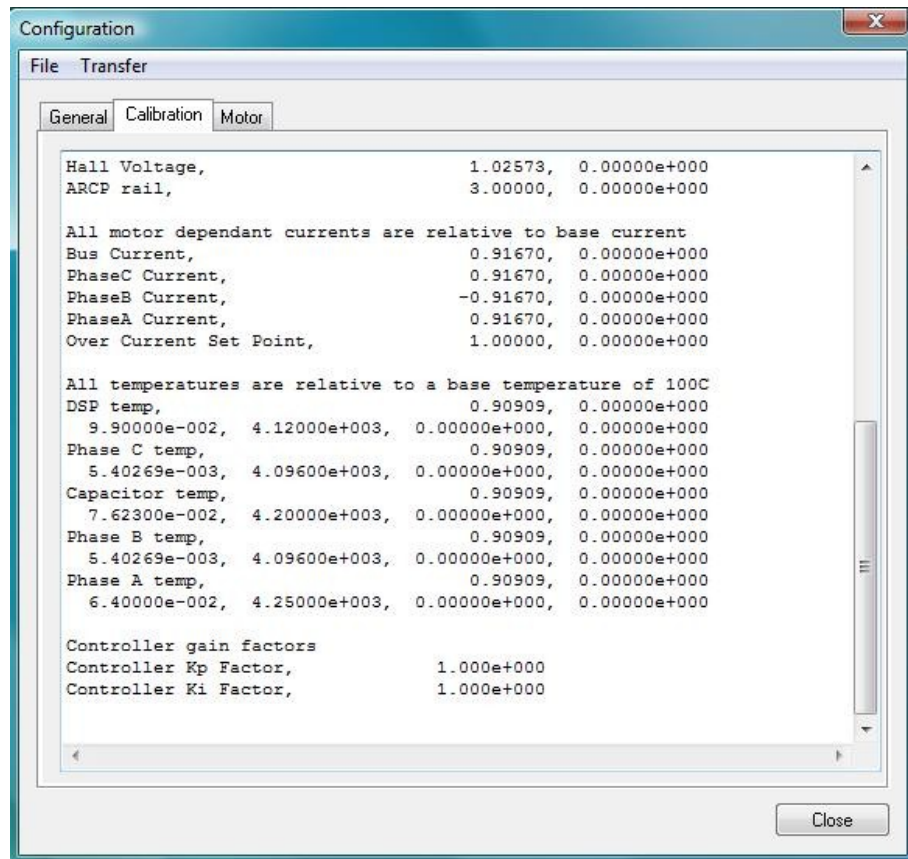 Configuration
File Transfer
General Calibration Motor
Hall Voltage, 1.02573, 0.00000e+000
ARCP rail, 3.00000, 0.00000e+000
All motor dependant currents are relative to base current
Bus Current, 0.91670, 0.00000e+000
PhaseC Current, 0.91670, 0.00000e+000
PhaseB Current, -0.91670, 0.00000e+000
PhaseA Current, 0.91670, 0.00000e+000
Over Current Set Point, 1.00000, 0.00000e+000
All temperatures are relative to a base temperature of 100C
DSP temp, 0.90909, 0.00000e+000
9.90000e-002, 4.12000e+003, 0.00000e+000, 0.00000e+000
Phase C temp, 0.90909, 0.00000e+000
5.40269e-003, 4.09600e+003, 0.00000e+000, 0.00000e+000
Capacitor temp, 0.90909, 0.00000e+000
7.62300e-002, 4.20000e+003, 0.00000e+000, 0.00000e+000
Phase B temp, 0.90909, 0.00000e+000
5.40269e-003, 4.09600e+003, 0.00000e+000, 0.00000e+000
Phase A temp, 0.90909, 0.00000e+000
6.40000e-002, 4.25000e+003, 0.00000e+000, 0.00000e+000
Controller gain factors
Controller Kp Factor, 1.000e+000
Controller Ki Factor, 1.000e+000
Close